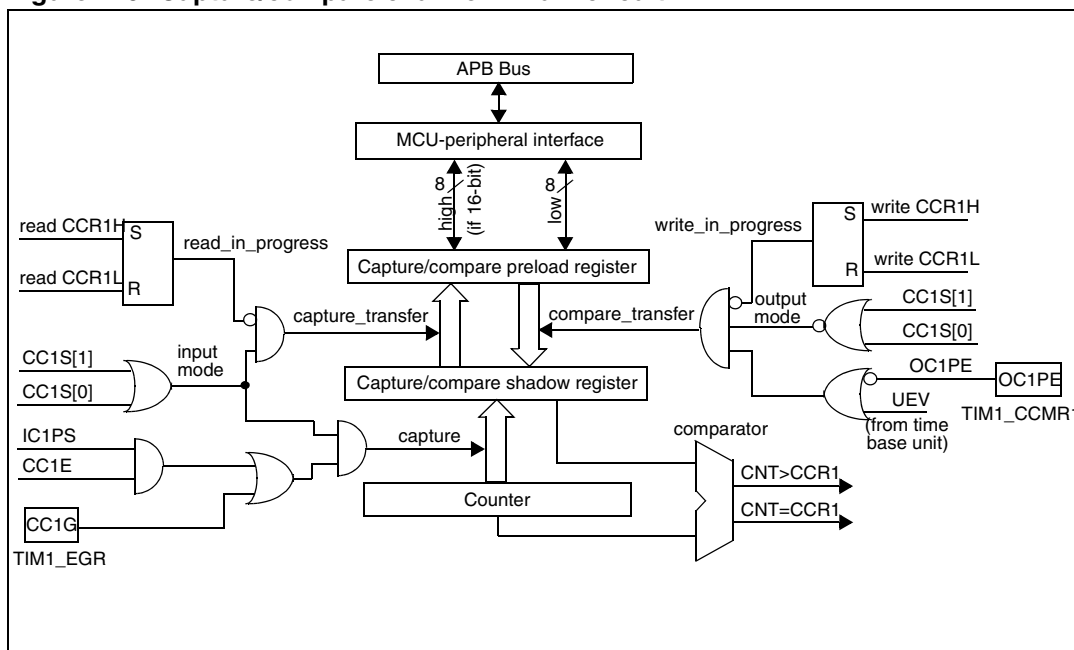 APB Bus
MCU-peripheral interface
8
high
(if 16-bit)
8
low
read CCR1H
S
read_in_progress
read CCR1L
R
write_in_progress
S
write CCR1H
R
write CCR1L
Capture/compare preload register
capture_transfer
compare_transfer
output
mode
CC1S[1]
CC1S[0]
CC1S[1]
CC1S[0]
input
mode
Capture/compare shadow register
OC1PE
OC1PE
UEV
(from time
base unit)
TIM1_CCMR1
IC1PS
CC1E
capture
comparator
CC1G
TIM1_EGR
Counter
CNT>CCR1
CNT=CCR1